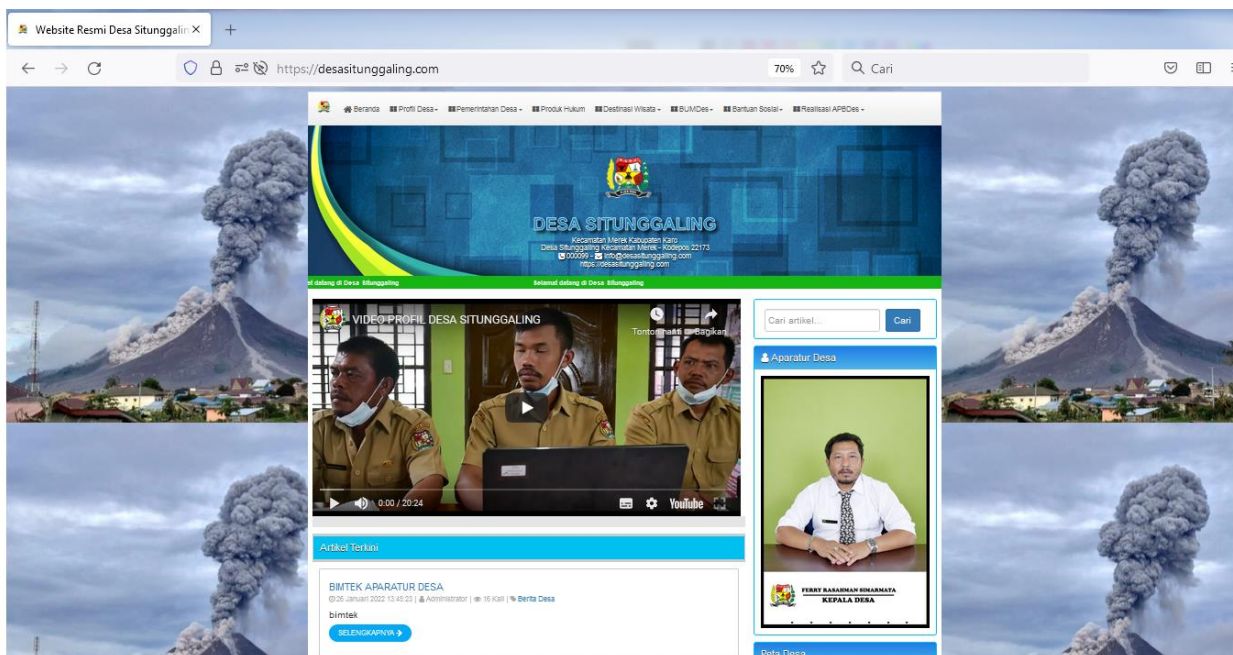 Website Resmi Desa Situnggalin
https://desasitunggaling.com
70%
Cari
Beranda Profil Desa Pemerintahan Desa Produk Hukum Destinasi Wisata BUMDes Bantuan Sosial Realisasi APBDes
DESA SITUNGGALING
Kecamatan Merek Kabupaten Karo
Desa Situnggaling Kecamatan Merek - Kodepos 22173
000099 - info@desasitunggaling.com
https://desasitunggaling.com
at datang di Desa Situnggaling Selamat datang di Desa Situnggaling
VIDEO PROFIL DESA SITUNGGALING
Tonton nanti Bagikan
0:00 / 20:24
YouTube
Cari artikel...
Cari
Aparatur Desa
FERRY RASAHMAN SIMARMATA
KEPALA DESA
Artikel Terkini
BIMTEK APARATUR DESA
26 Januari 2022 13:45:23 | Administrator | 16 Kali | Berita Desa
bimtek
SELENGKAPNYA
Peta Desa